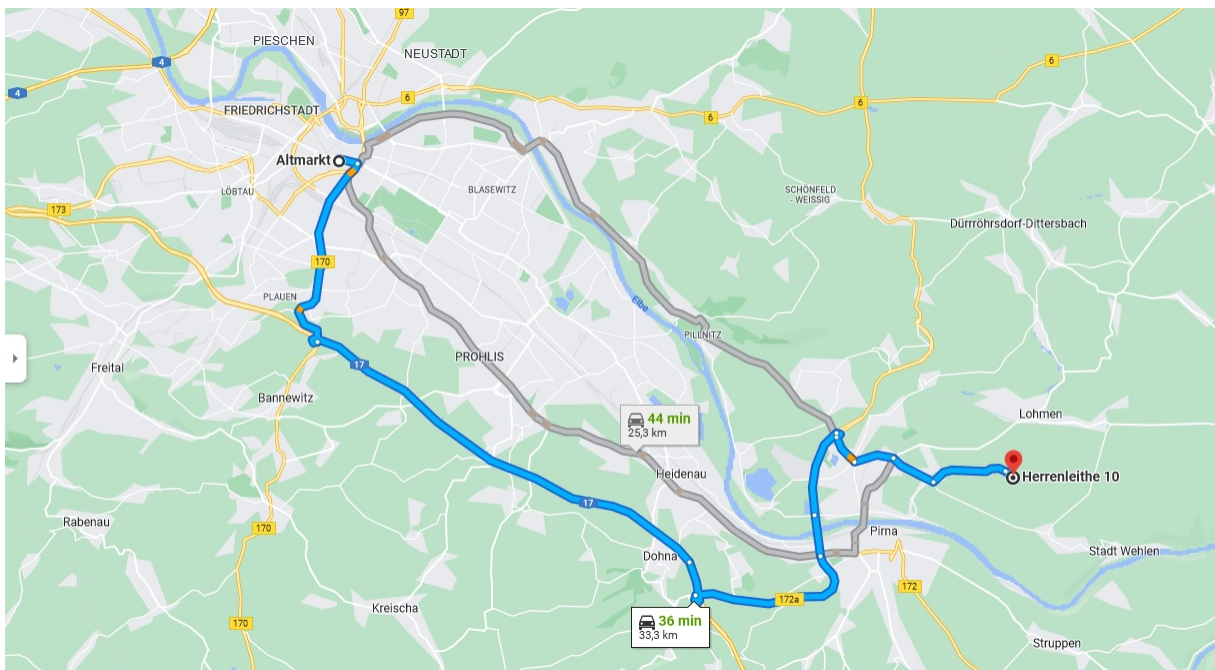 97
PIESCHEN
NEUSTADT
4
6
4
6
FRIEDRICHSTADT
6
6
Altmarkt
LÖBTAU
BLASEWITZ
SCHÖNFELD
- WEISSIG
173
Dürrröhrsdorf-Dittersbach
170
PLAUEN
Elbe
PILLNITZ
17
PROHLIS
Freital
Bannewitz
44 min
25,3 km
Lohmen
Heidenau
Herrenleithe 10
17
Rabenau
170
Pirna
Dohna
Stadt Wehlen
172
172a
Kreischa
36 min
33,3 km
170
Struppen